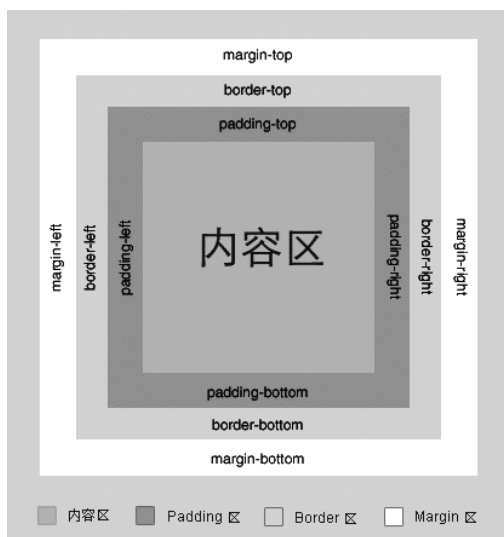 margin-top
border-top
padding-top
margin-left
border-left
padding-left
内容区
padding-right
border-right
margin-right
padding-bottom
border-bottom
margin-bottom
内容区 Padding 区 Border 区 Margin 区